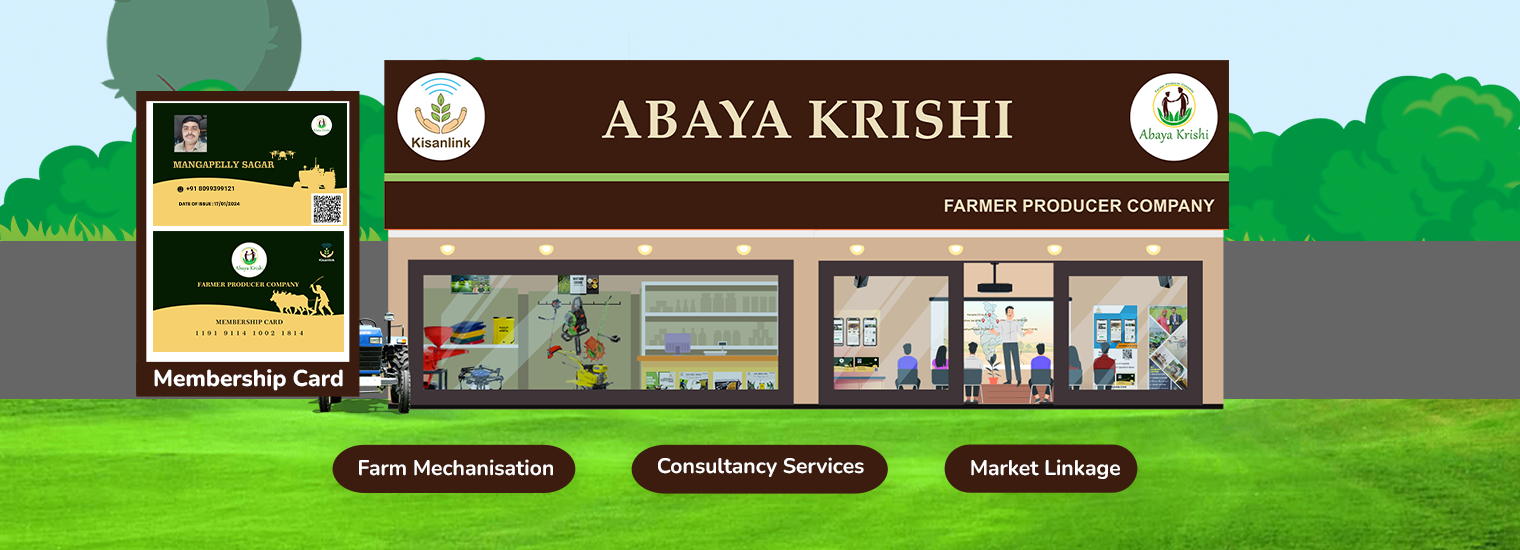 Kisanlink
ABAYA KRISHI
Abaya Krishi
FARMER PRODUCER COMPANY
MANGAPELLY SAGAR
+91 8099399121
DATE OF ISSUE : 17/01/2024
Abaya Krishi
Kisanlink
FARMER PRODUCER COMPANY
MEMBERSHIP CARD
1191 9114 1002 1814
Membership Card
Farm Mechanisation
Consultancy Services
Market Linkage